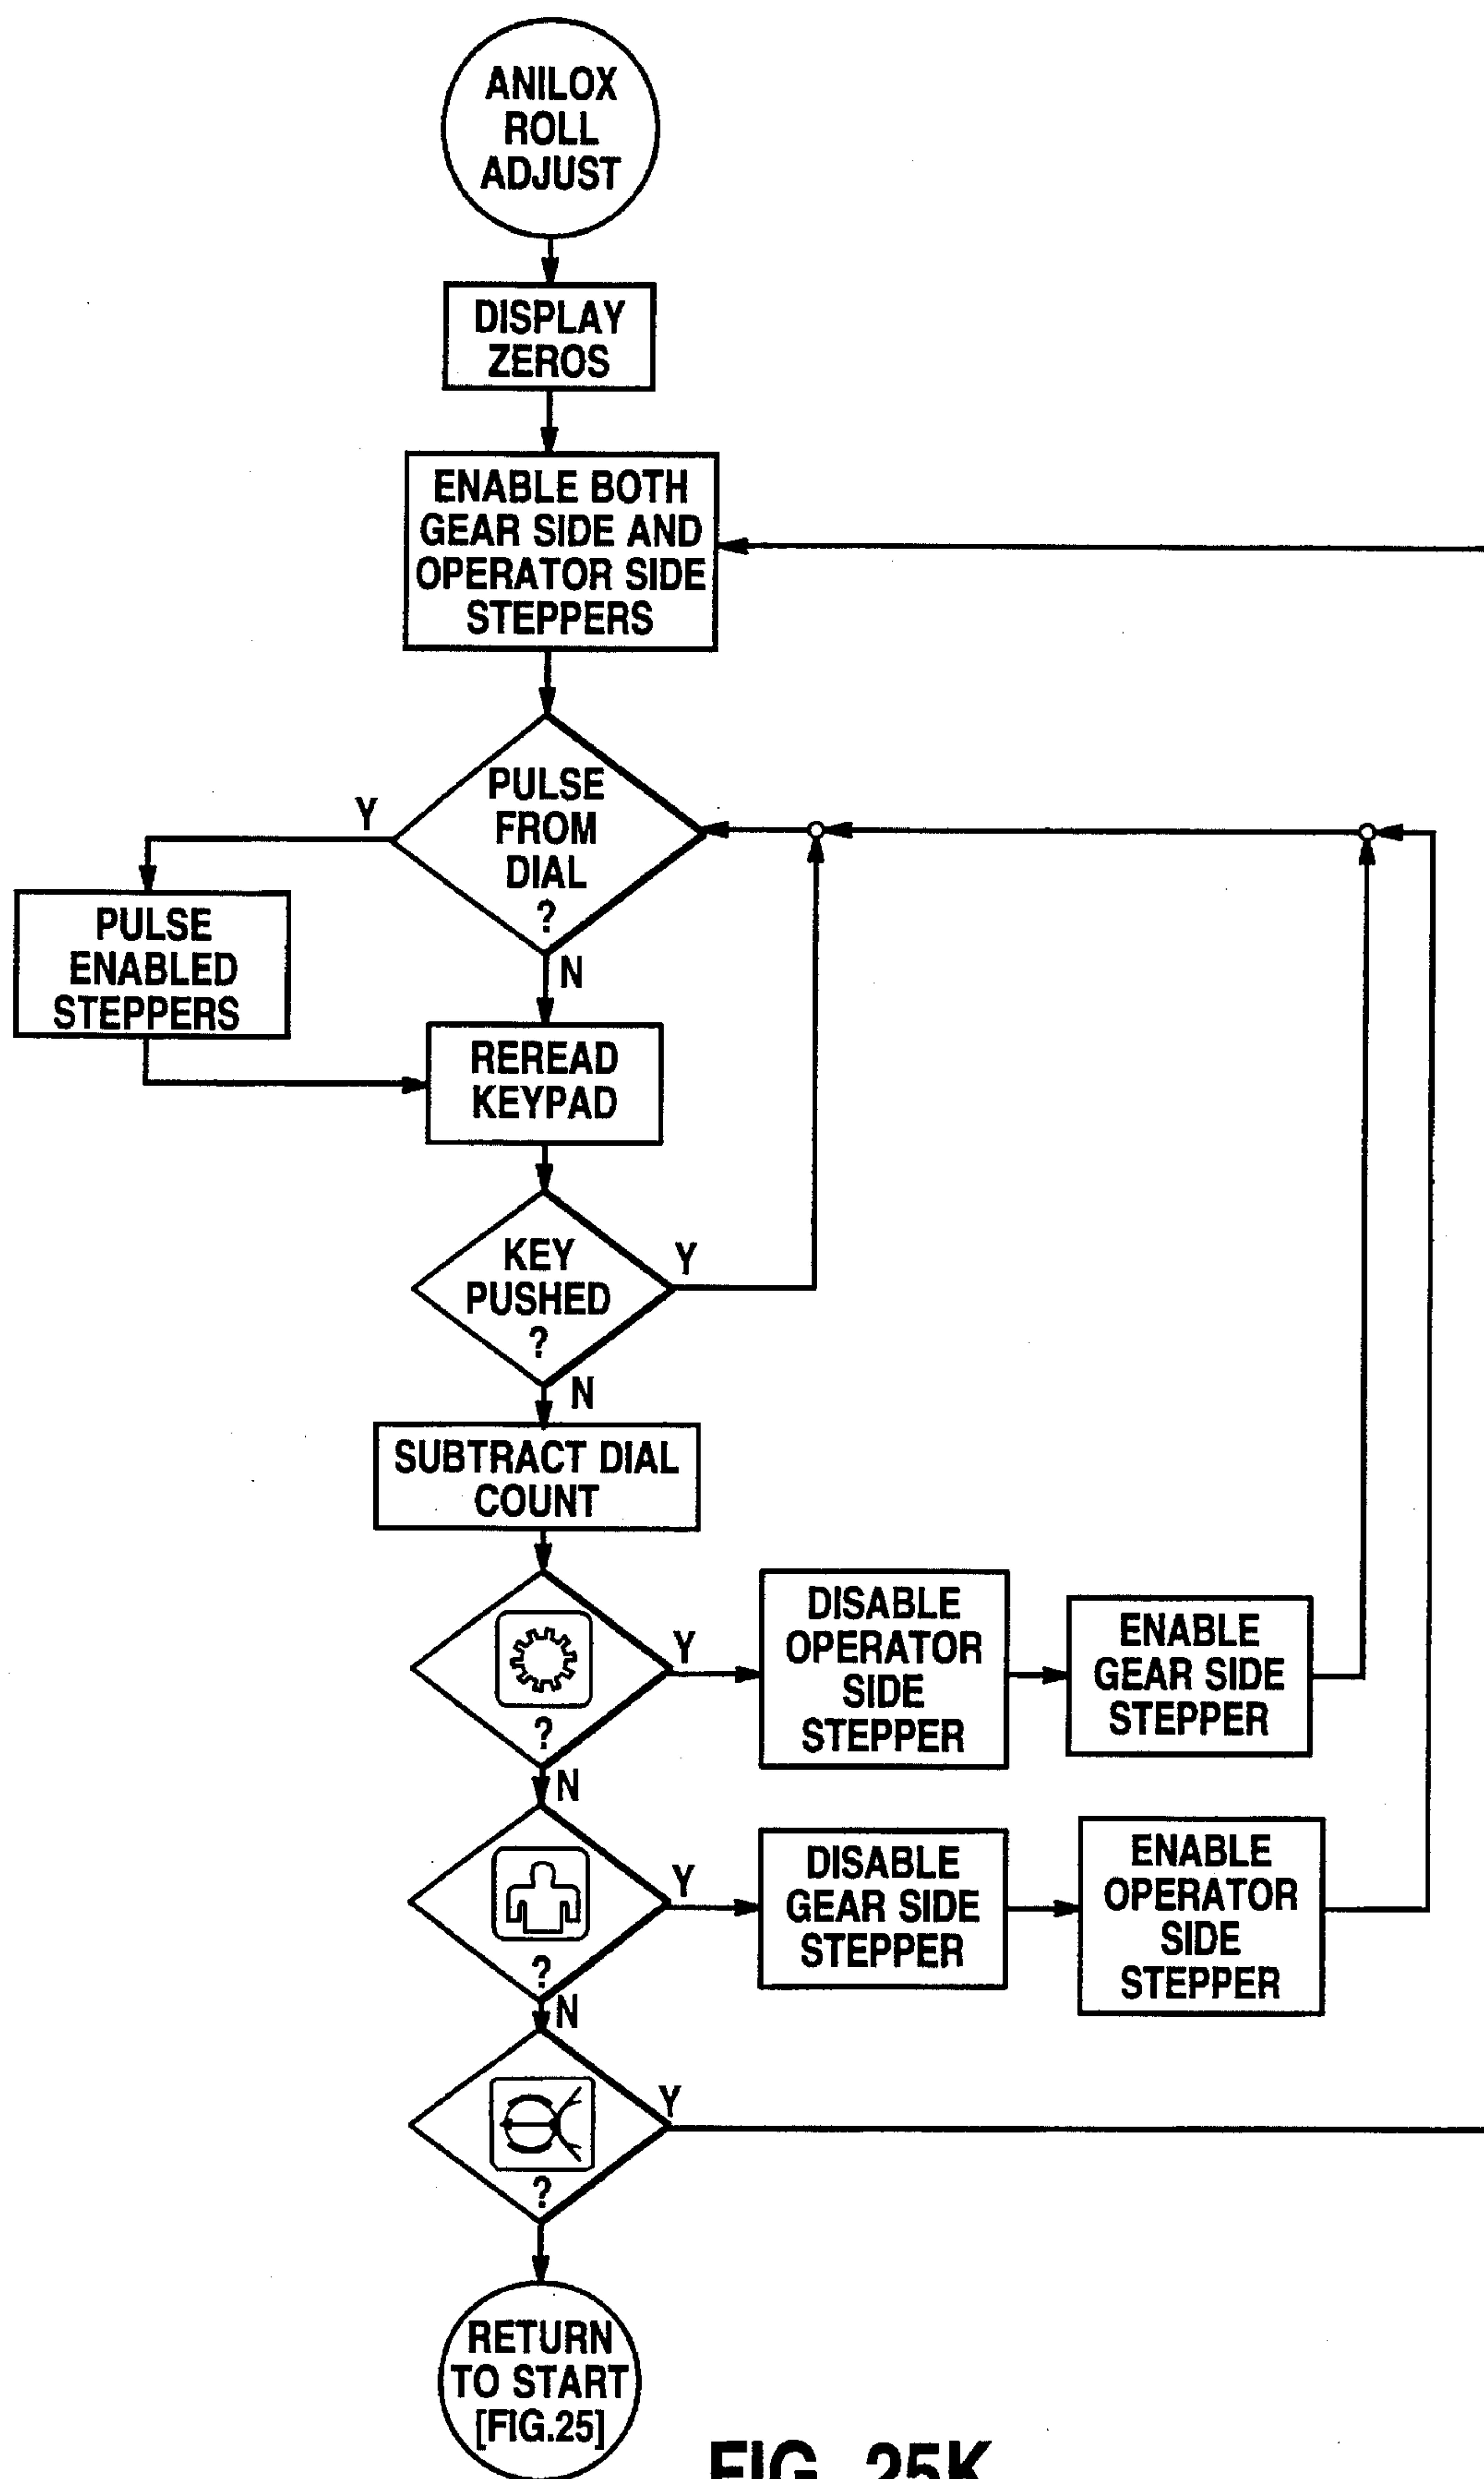 ANILOX
ROLL
ADJUST
DISPLAY
ZEROS
ENABLE BOTH
GEAR SIDE AND
OPERATOR SIDE
STEPPERS
PULSE
FROM
DIAL
?
Y
N
PULSE
ENABLED
STEPPERS
REREAD
KEYPAD
KEY
PUSHED
?
Y
N
SUBTRACT DIAL
COUNT
?
Y
N
DISABLE
OPERATOR
SIDE
STEPPER
ENABLE
GEAR SIDE
STEPPER
?
Y
N
DISABLE
GEAR SIDE
STEPPER
ENABLE
OPERATOR
SIDE
STEPPER
?
Y
RETURN
TO START
[FIG.25]
FIG. 25K